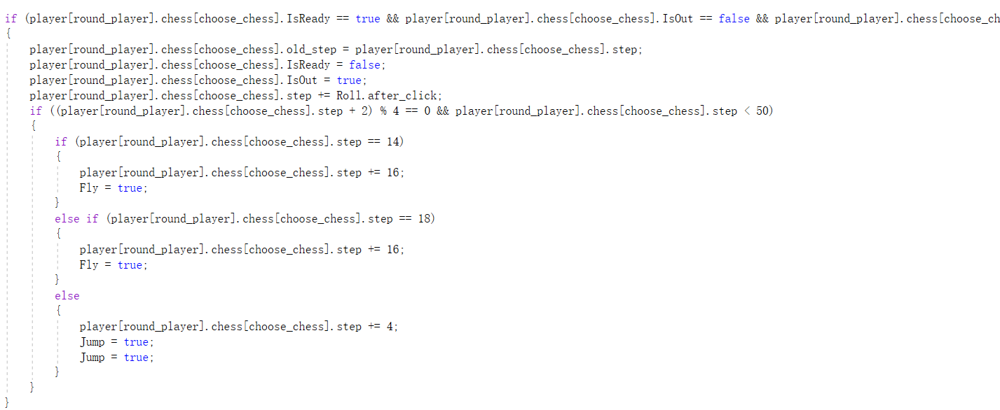 if (player[round_player].chess[choose_chess].IsReady == true && player[round_player].chess[choose_chess].IsOut == false && player[round_player].chess[choose_ch
{
player[round_player].chess[choose_chess].old_step = player[round_player].chess[choose_chess].step;
player[round_player].chess[choose_chess].IsReady = false;
player[round_player].chess[choose_chess].IsOut = true;
player[round_player].chess[choose_chess].step += Roll.after_click;
if ((player[round_player].chess[choose_chess].step + 2) % 4 == 0 && player[round_player].chess[choose_chess].step < 50)
{
if (player[round_player].chess[choose_chess].step == 14)
{
player[round_player].chess[choose_chess].step += 16;
Fly = true;
}
else if (player[round_player].chess[choose_chess].step == 18)
{
player[round_player].chess[choose_chess].step += 16;
Fly = true;
}
else
{
player[round_player].chess[choose_chess].step += 4;
Jump = true;
Jump = true;
}
}
}